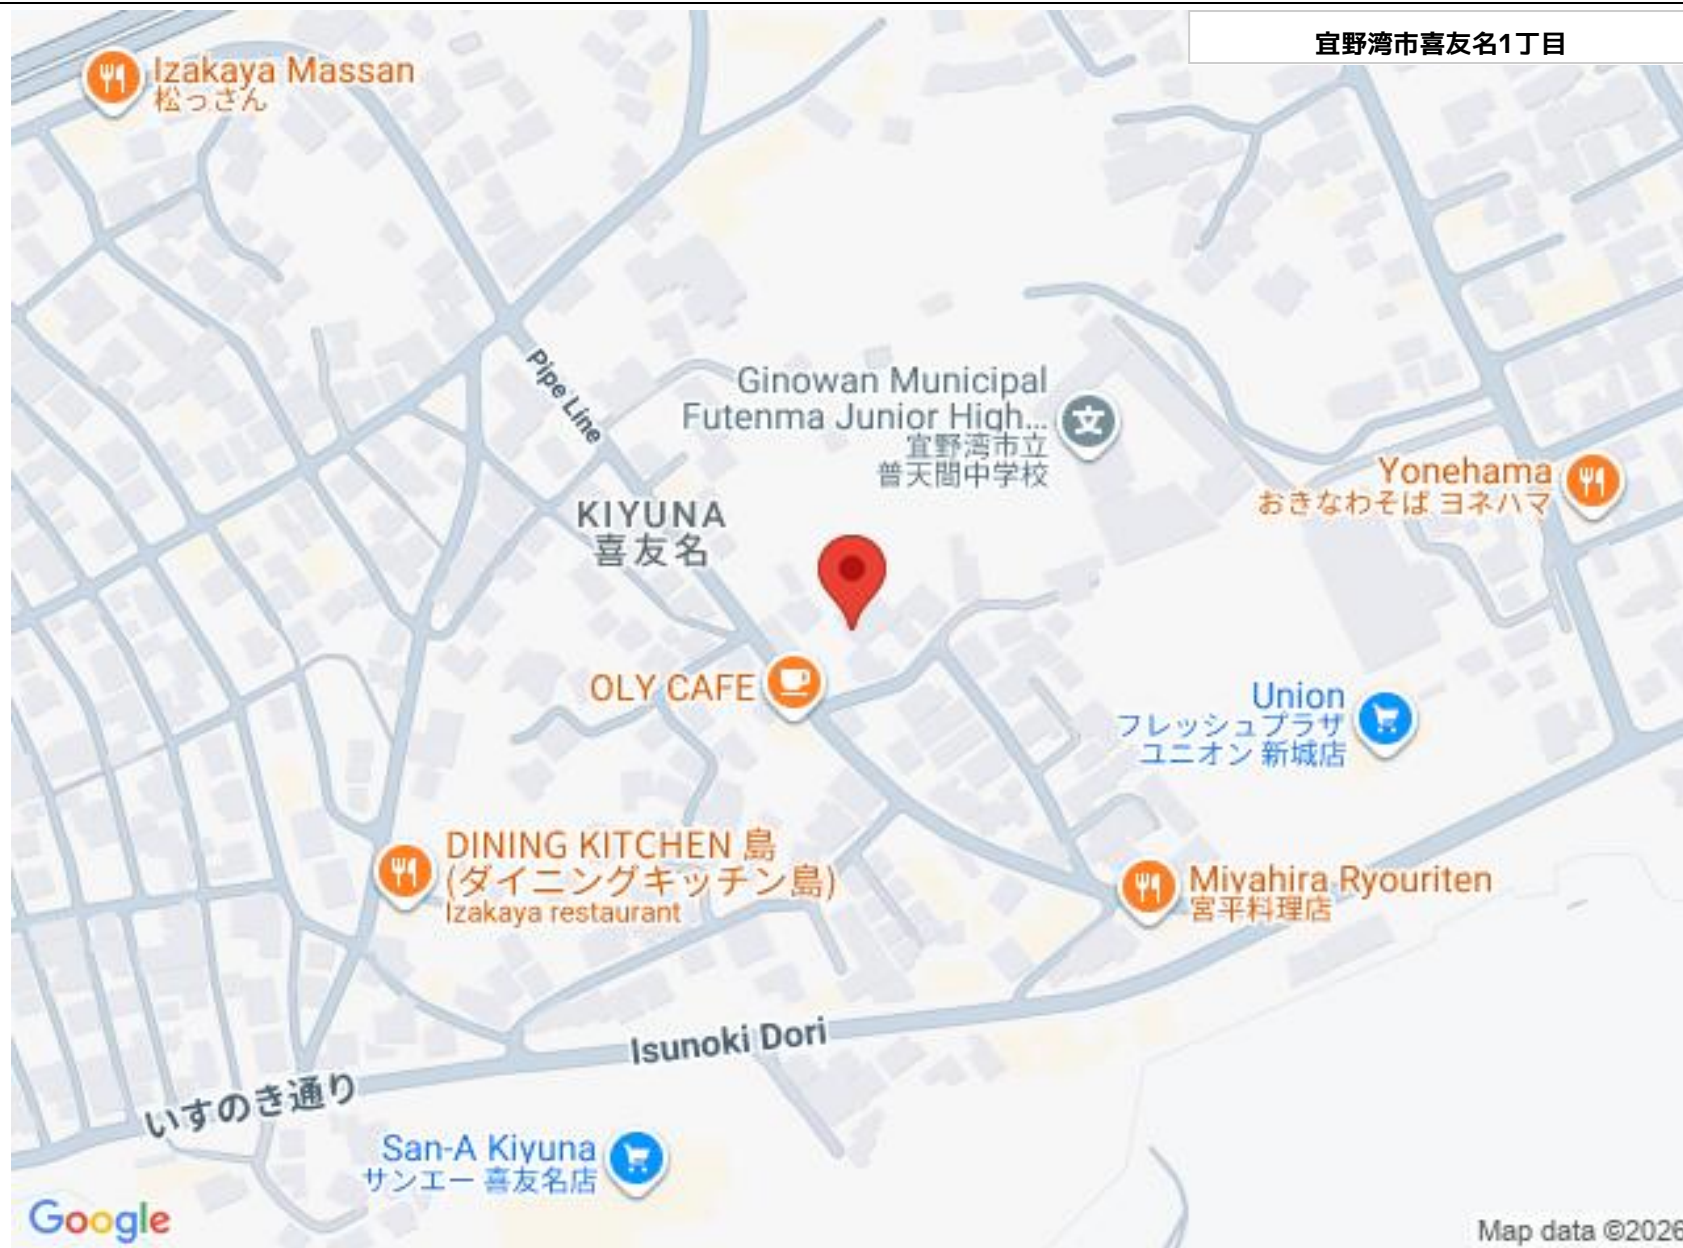 宜野湾市喜友名1丁目
Izakaya Massan
松っさん
Pipe Line
Ginowan Municipal
Futenma Junior High...
宜野湾市立
普天間中学校
Yonehama
おきなわそば ヨネハマ
KIYUNA
喜友名
OLY CAFE
Union
フレッシュプラザ
ユニオン 新城店
DINING KITCHEN 島
(ダイニングキッチン島)
Izakaya restaurant
Miyahira Ryouriten
宮平料理店
Isunoki Dori
いすのき通り
San-A Kiyuna
サンエー 喜友名店
Google
Map data ©2026
文